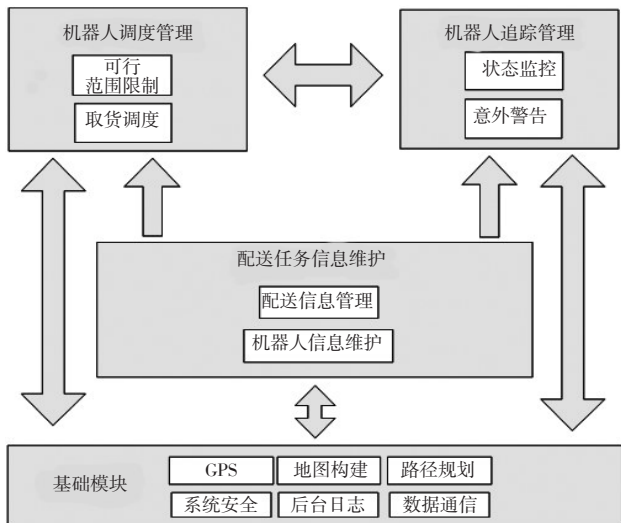 机器人调度管理
可行
范围限制
取货调度
机器人追踪管理
状态监控
意外警告
配送任务信息维护
配送信息管理
机器人信息维护
基础模块
GPS
地图构建
路径规划
系统安全
后台日志
数据通信